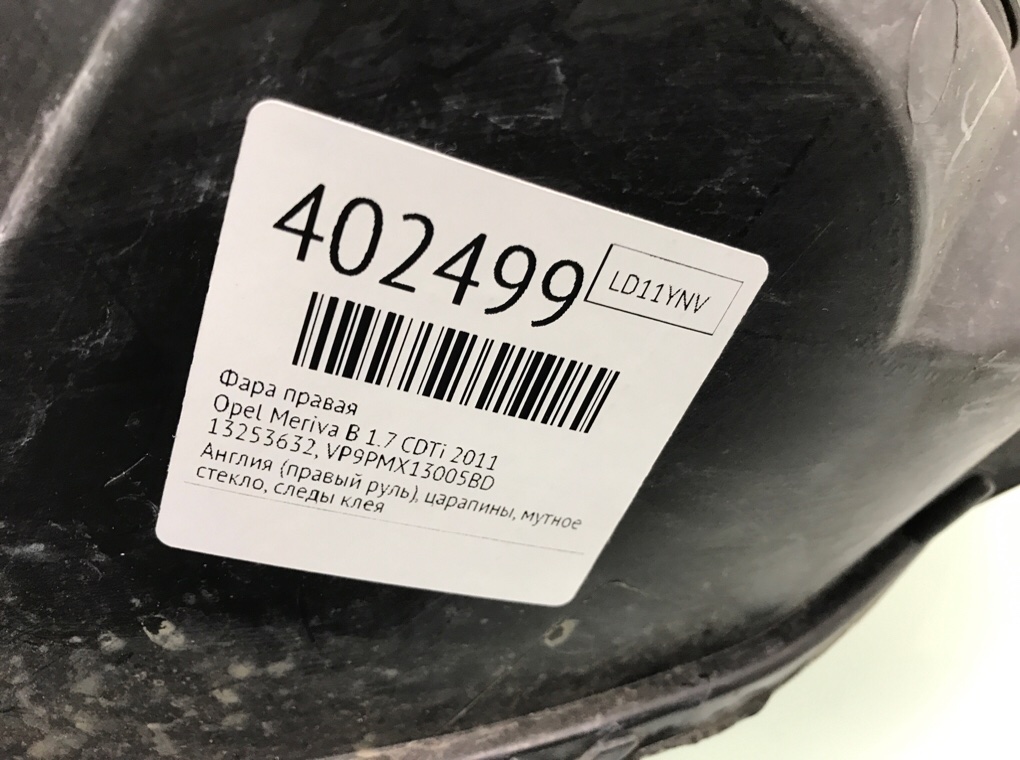 402499
LD11YNV
Фара правая
Opel Meriva B 1.7 CDTi 2011
13253632, VP9PMX13005BD
Англия (правый руль), царапины, мутное
стекло, следы клея